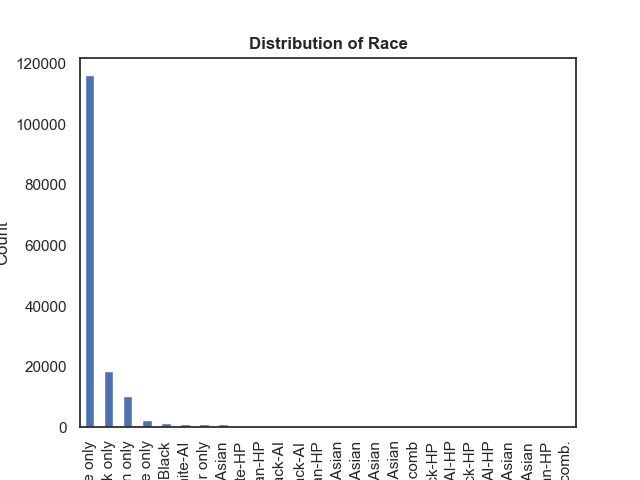 Distribution of Race
Count
120000
100000
80000
60000
40000
20000
0
e only
k only
n only
e only
Black
ite-AI
r only
Asian
te-HP
an-HP
ack-AI
ack-AI
an-HP
Asian
Asian
Asian
Asian
comb
ck-HP
AI-HP
ck-HP
AI-HP
Asian
Asian
an-HP
comb.